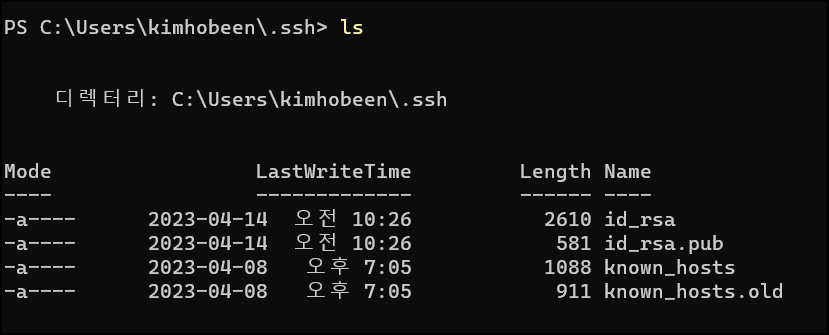 PS C:\Users\kimhobeen\.ssh> ls
디렉터리: C:\Users\kimhobeen\.ssh
Mode LastWriteTime Length Name
---- ------------- ------ ----
-a---- 2023-04-14 오전 10:26 2610 id_rsa
-a---- 2023-04-14 오전 10:26 581 id_rsa.pub
-a---- 2023-04-08 오후 7:05 1088 known_hosts
-a---- 2023-04-08 오후 7:05 911 known_hosts.old